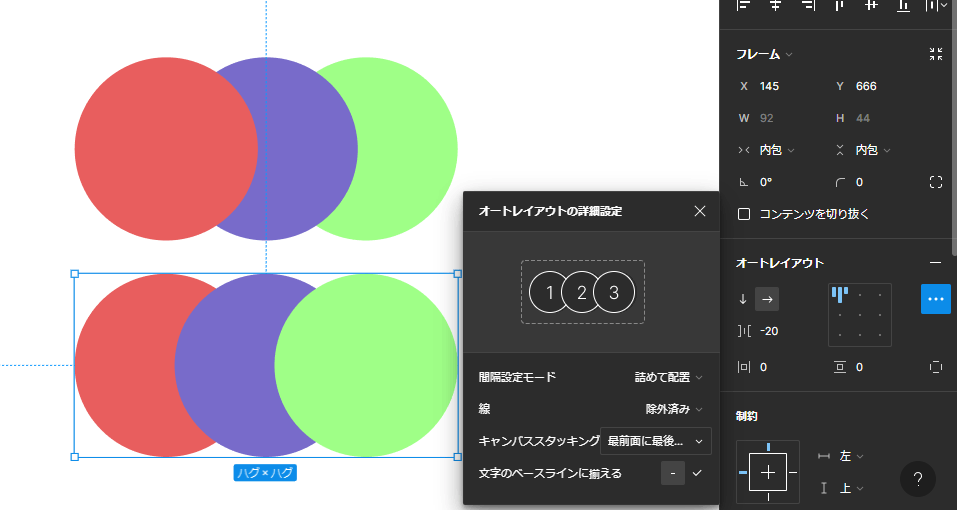 フレーム
X 145 Y 666
W 92 H 44
内包 内包
0° 0
コンテンツを切り抜く
オートレイアウトの詳細設定
1 2 3
間隔設定モード 詰めて配置
線 除外済み
キャンバススタッキング 最前面に最後...
文字のベースラインに揃える -
オートレイアウト
-20
0 0
制約
左
上
?
ハグ × ハグ